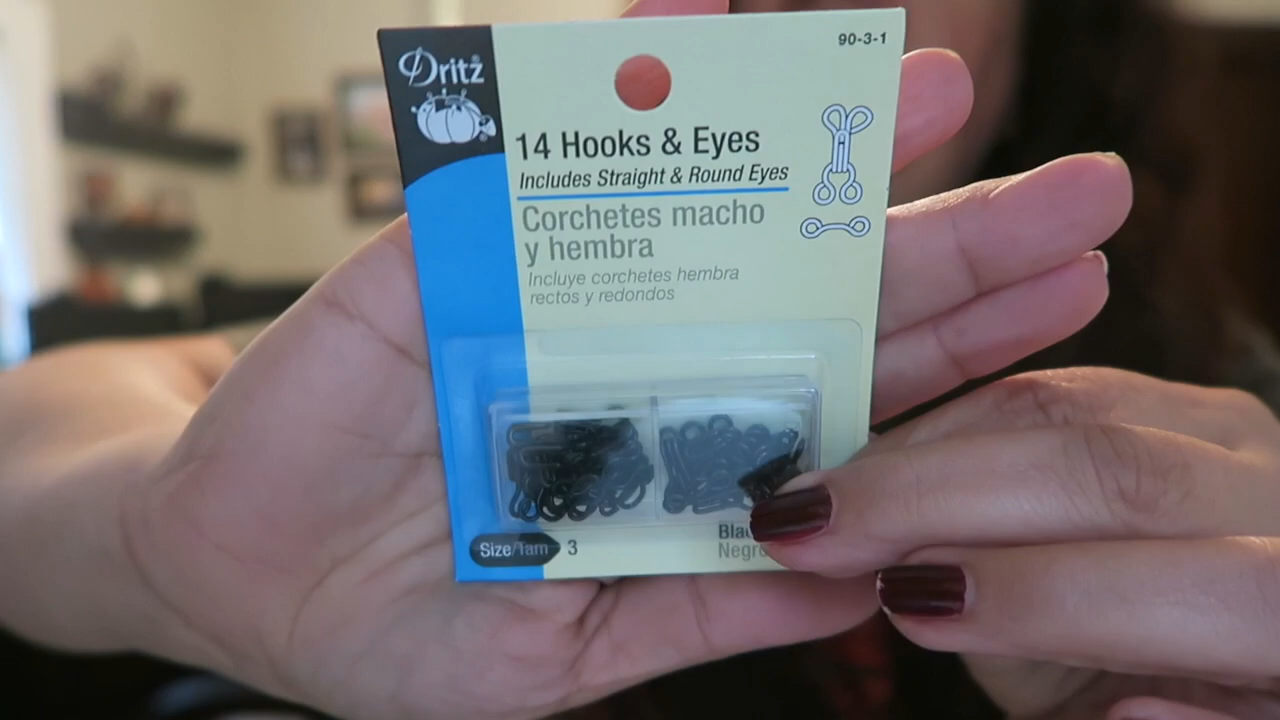 Dritz®
90-3-1
14 Hooks & Eyes
Includes Straight & Round Eyes
Corchetes macho
y hembra
Incluye corchetes hembra
rectos y redondos
Size/Tam 3